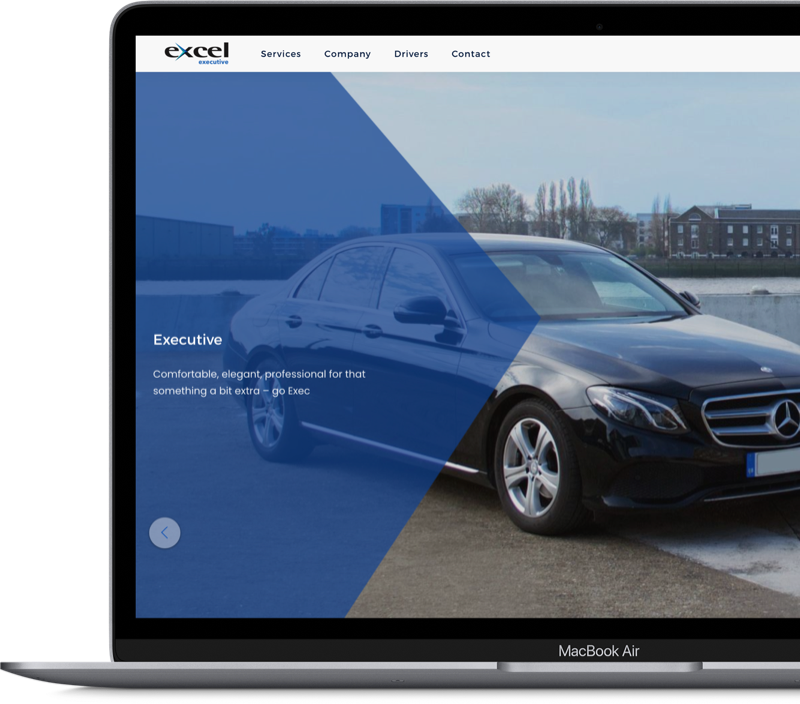 excel
executive
Services Company Drivers Contact
Executive
Comfortable, elegant, professional for that
something a bit extra – go Exec
MacBook Air